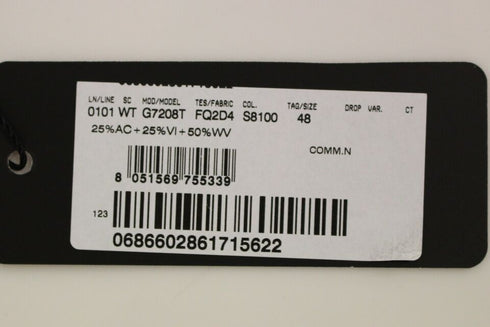 LN/LINE SC MOD/MODEL TES/FABRIC COL. TAG/SIZE DROP VAR. CT
0101 WT G7208T FQ2D4 S8100 48
25%AC+25%VI+50%WV
COMM.N
8 051569 755339
123
0686602861715622